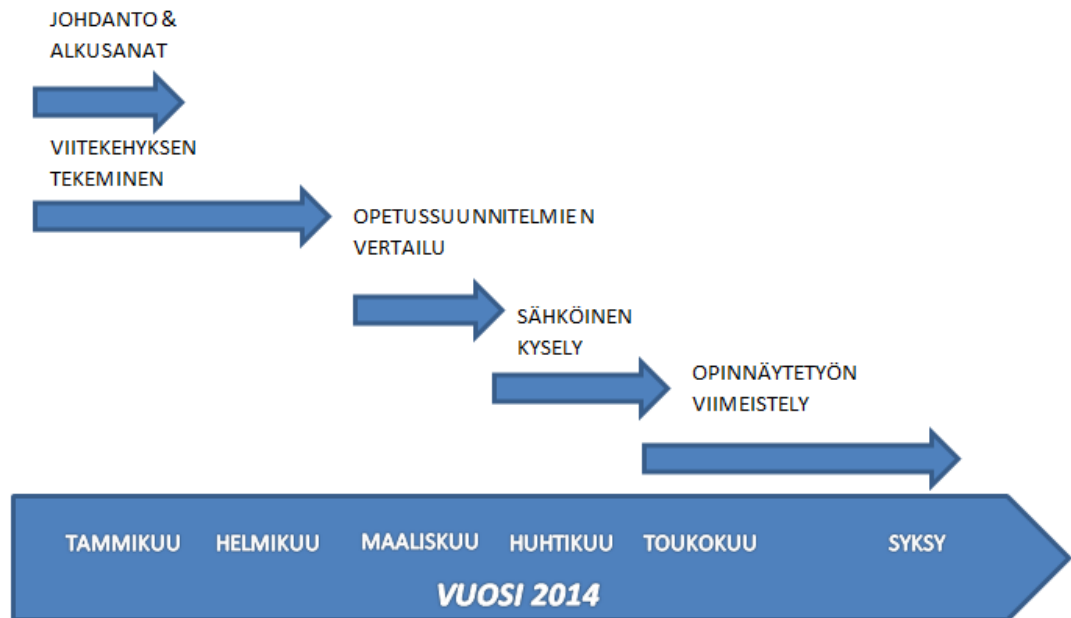 JOHDANTO &
ALKUSANAT
VIITEKEHYKSEN
TEKEMINEN
OPETUSSUUNNITELMIEN
VERTAILU
SÄHKÖINEN
KYSELY
OPINNÄYTETYÖN
VIIMEISTELY
TAMMIKUU HELMIKUU MAALISKUU HUHTIKUU TOUKOKUU SYKSY
VUOSI 2014